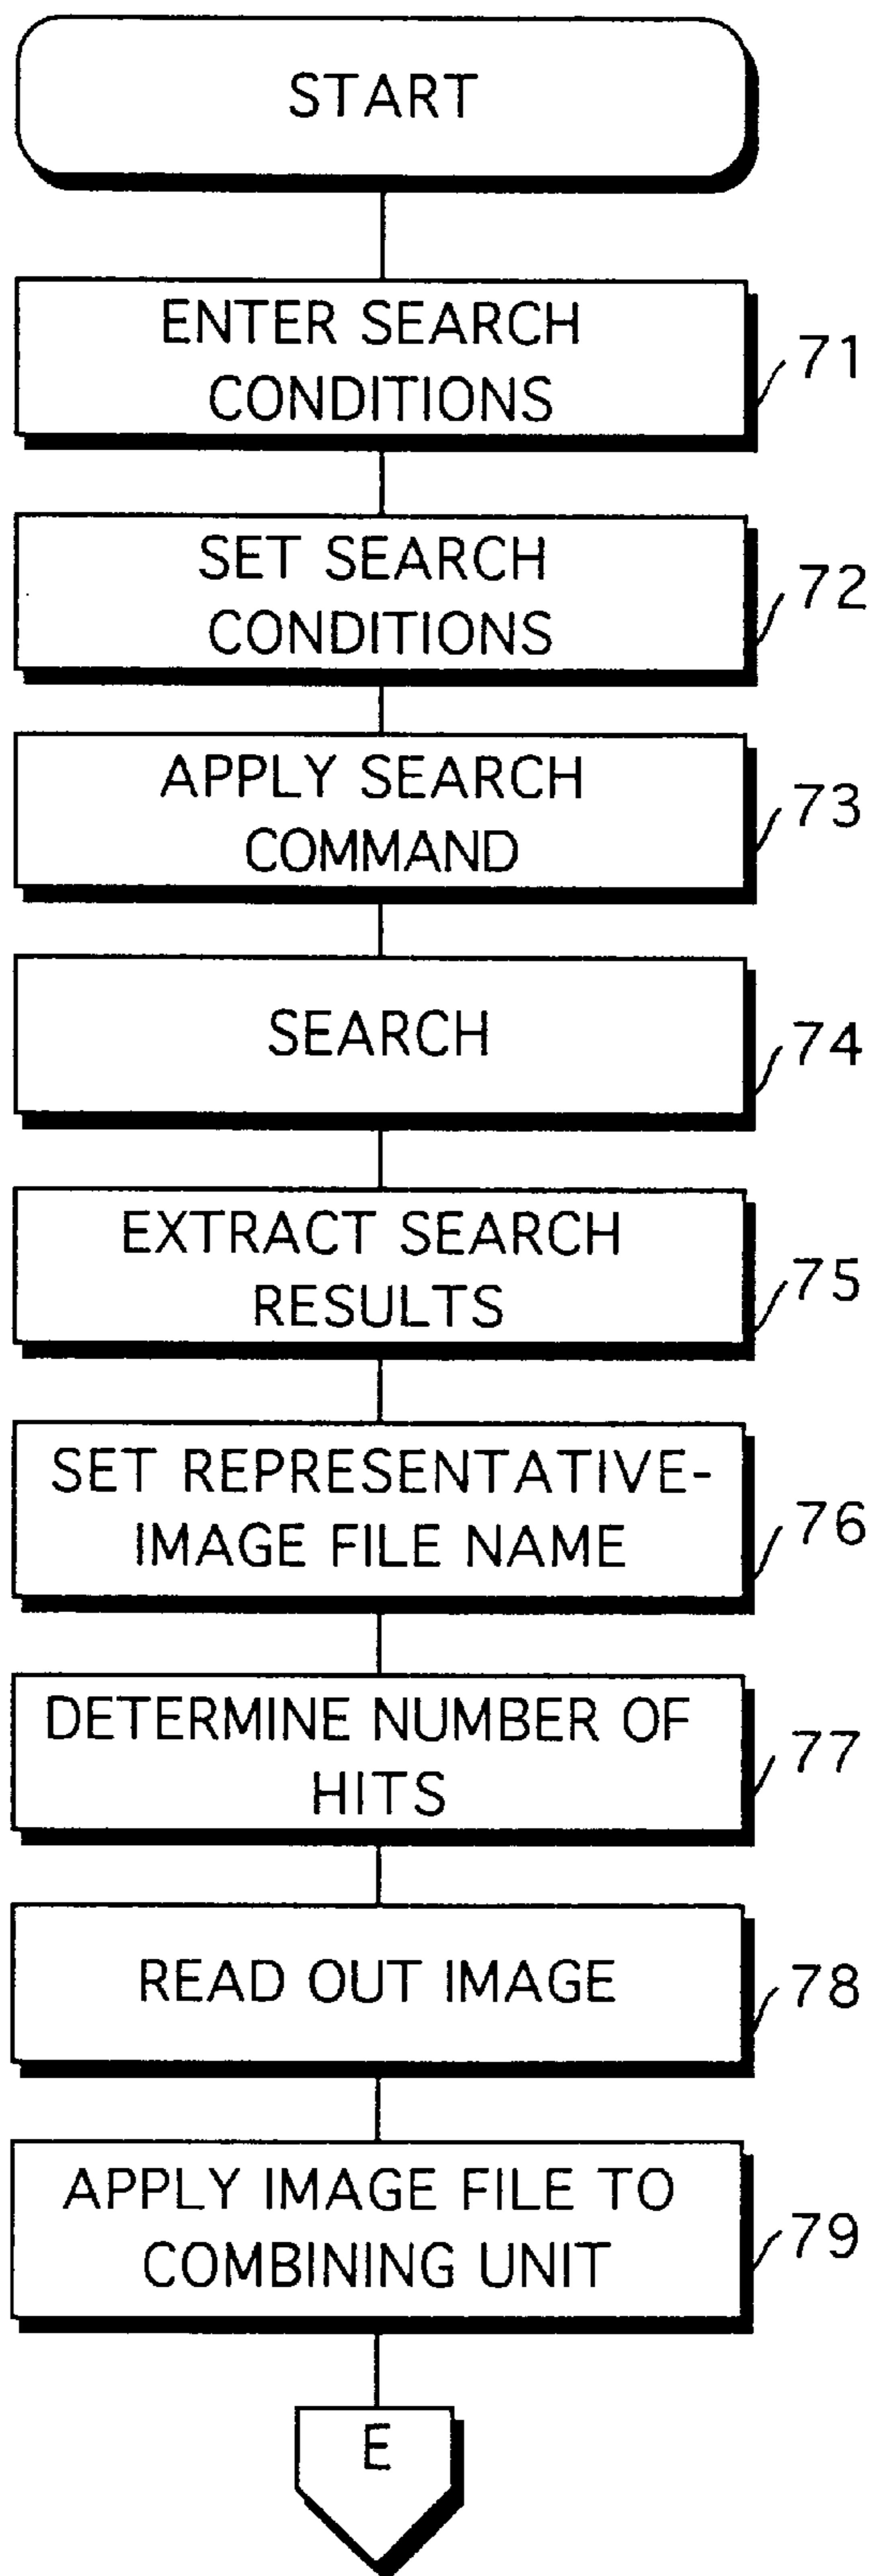 START
ENTER SEARCH
CONDITIONS
71
SET SEARCH
CONDITIONS
72
APPLY SEARCH
COMMAND
73
SEARCH
74
EXTRACT SEARCH
RESULTS
75
SET REPRESENTATIVE-
IMAGE FILE NAME
76
DETERMINE NUMBER OF
HITS
77
READ OUT IMAGE
78
APPLY IMAGE FILE TO
COMBINING UNIT
79
E